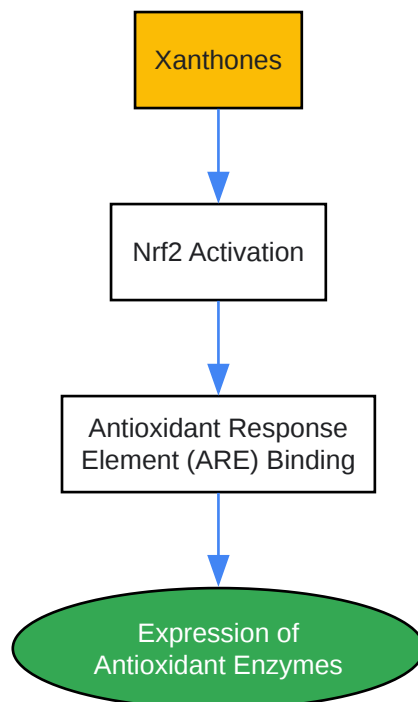 Xanthones
Nrf2 Activation
Antioxidant Response
Element (ARE) Binding
Expression of
Antioxidant Enzymes